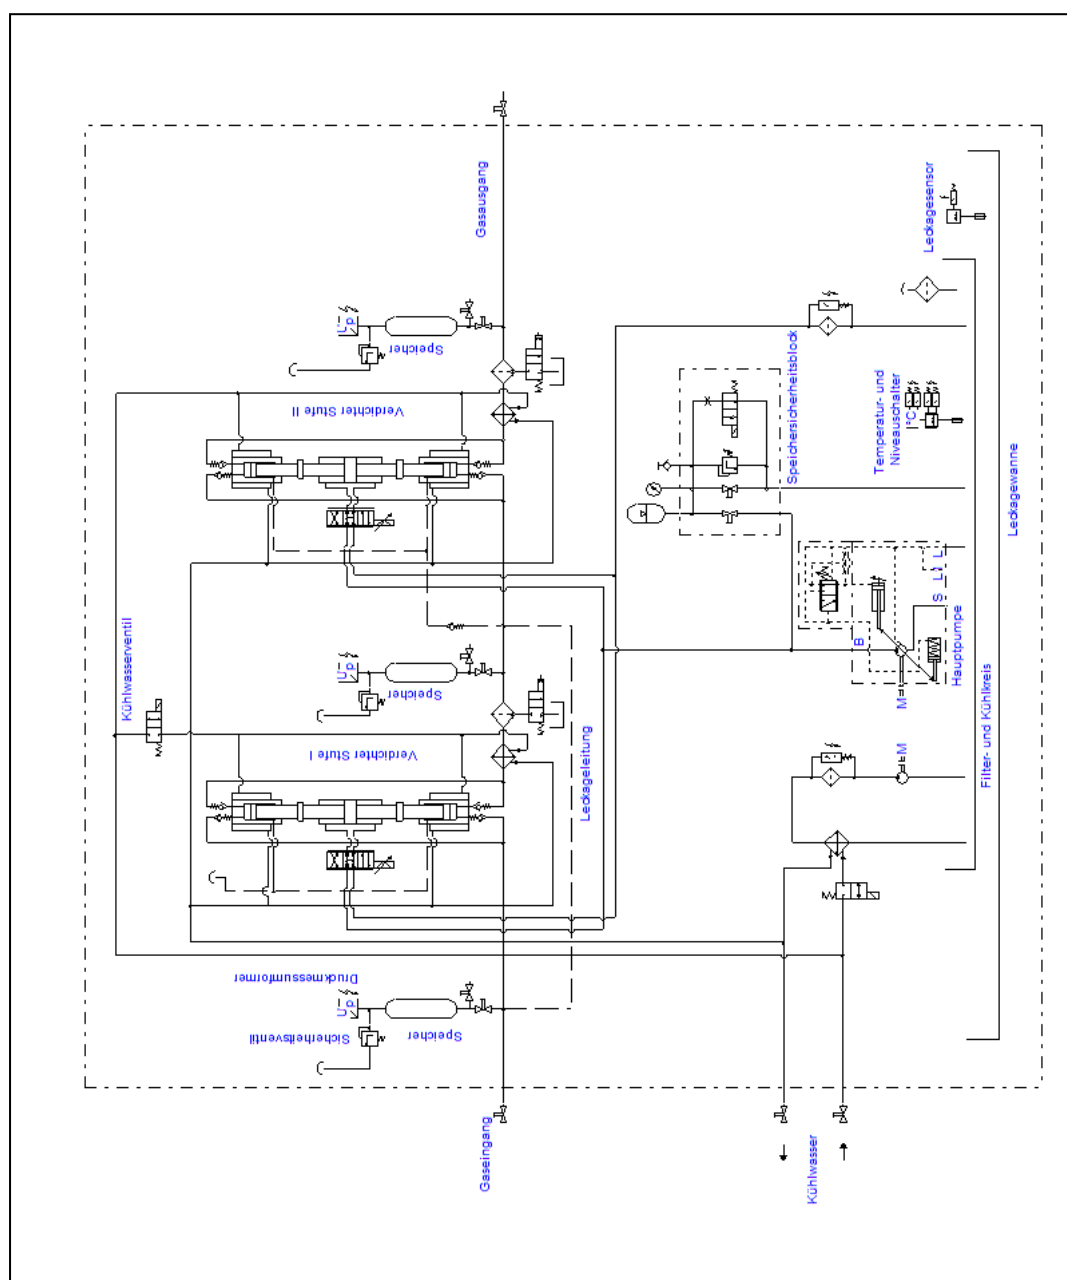 Gasausgang
Leckagesensor
Speicher
Verdichter Stufe II
Speichersicherheitsblock
°C
Temperatur- und
Niveauschalter
Leckagewanne
Kühlwasserventil
Speicher
Verdichter Stufe I
Leckageleitung
B
S
L
L
M
Hauptpumpe
M
Filter- und Kühlkreis
Druckmessumformer
Sicherheitsventil
Speicher
Gaseingang
Kühlwasser